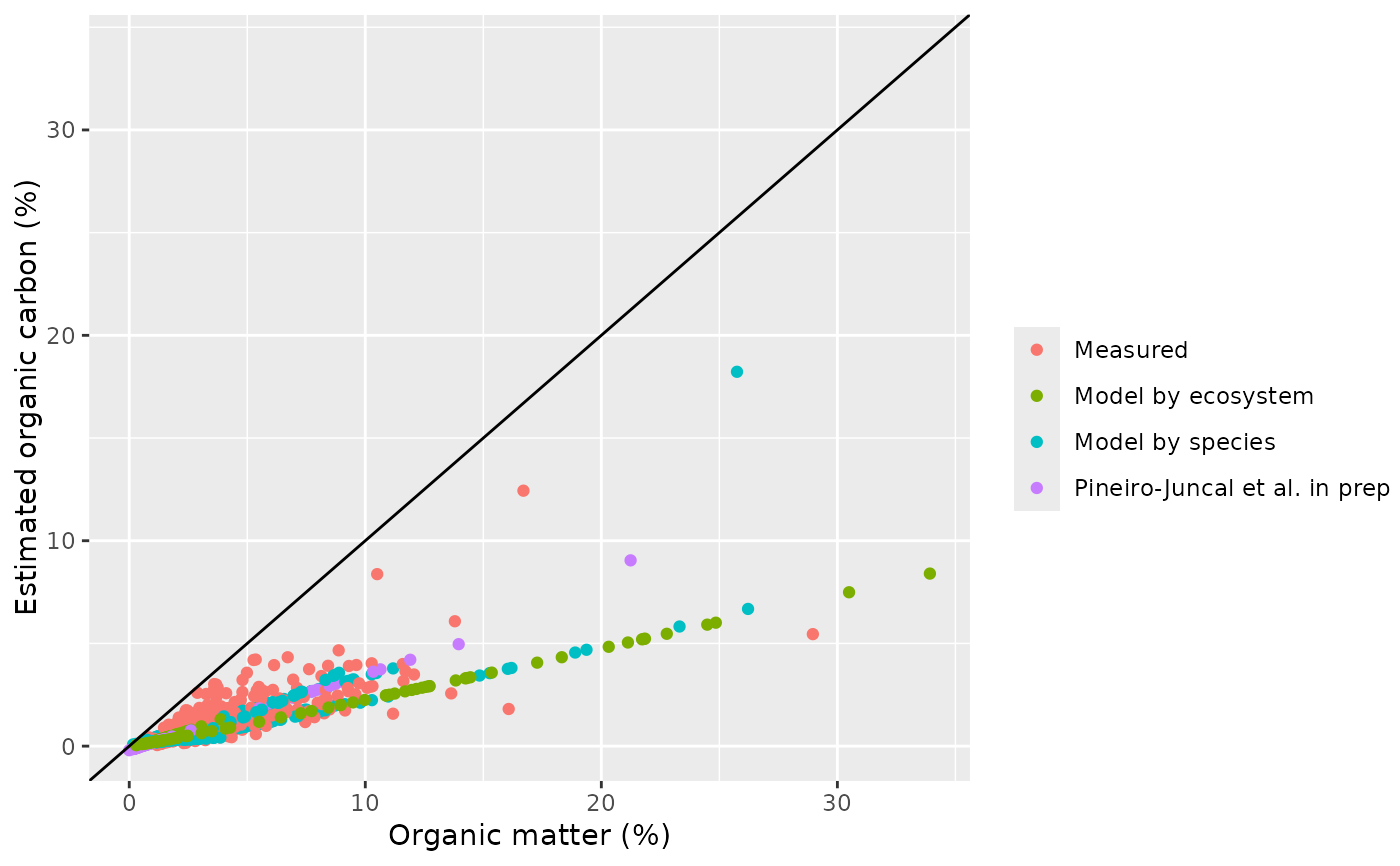 Estimated organic carbon (%)
30
20
10
0
0
10
20
30
Organic matter (%)
Measured
Model by ecosystem
Model by species
Pineiro-Juncal et al. in prep